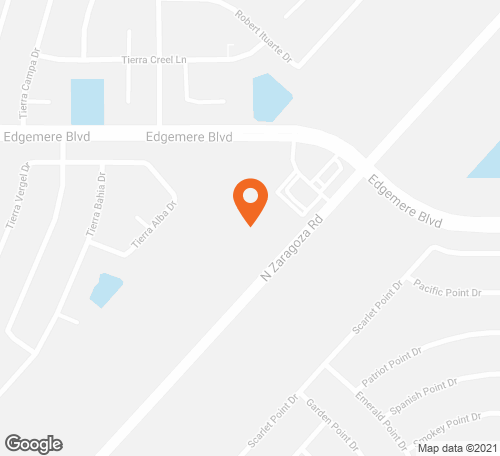 Robert Ituarte Dr
Tierra Creel Ln
Tierra Campa Dr
Edgemere Blvd
Edgemere Blvd
Tierra Vergel Dr
Tierra Bahia Dr
Tierra Alba Dr
Edgemere Blvd
N Zaragoza Rd
Pacific Point Dr
Scarlet Point Dr
Patriot Point Dr
Spanish Point Dr
Emerald Point Dr
Smokey Point Dr
Garden Point Dr
Scarlet Point Dr
Google
Map data ©2021